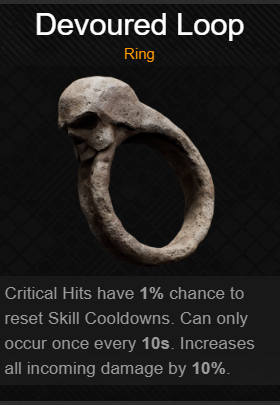 Devoured Loop
Ring
Critical Hits have 1% chance to
reset Skill Cooldowns. Can only
occur once every 10s. Increases
all incoming damage by 10%.